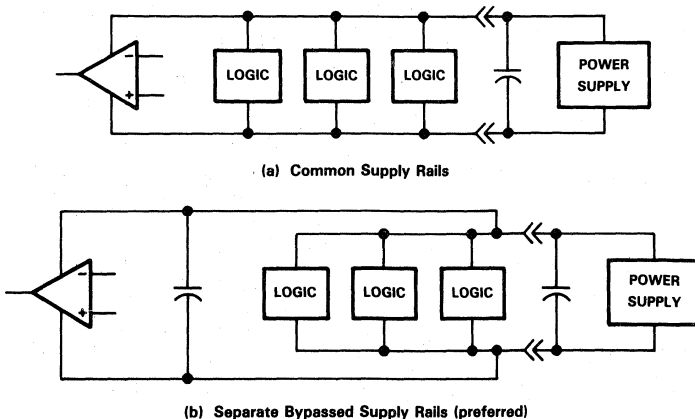 LOGIC
LOGIC
LOGIC
POWER
SUPPLY
−
+
(a) Common Supply Rails
LOGIC
LOGIC
LOGIC
POWER
SUPPLY
−
+
(b) Separate Bypassed Supply Rails (preferred)